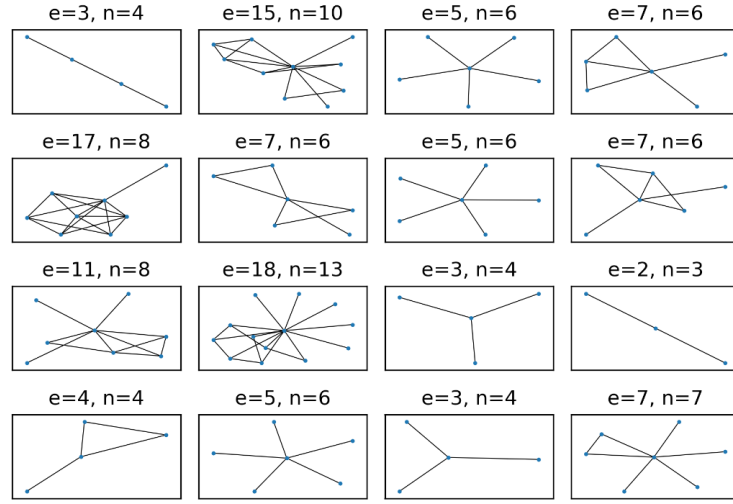 e=3, n=4
e=15, n=10
e=5, n=6
e=7, n=6
e=17, n=8
e=7, n=6
e=5, n=6
e=7, n=6
e=11, n=8
e=18, n=13
e=3, n=4
e=2, n=3
e=4, n=4
e=5, n=6
e=3, n=4
e=7, n=7